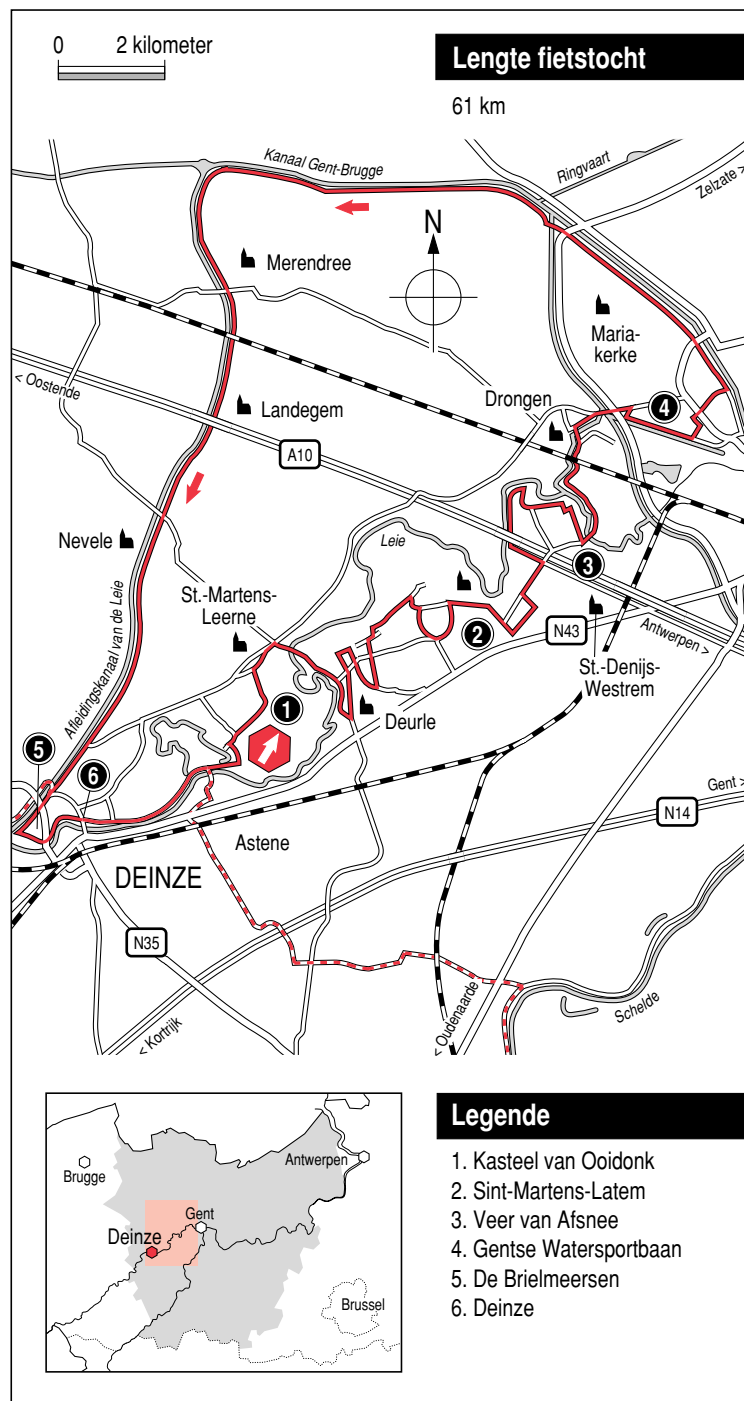 0 2 kilometer
Lengte fietstocht
61 km
Kanaal Gent-Brugge
Ringvaart
Zelzate >
N
Merendree
Maria-
kerke
< Oostende
Drongen
4
Landegem
A10
Leie
Nevele
3
St.-Martens-
Leerne
2
N43
Antwerpen >
St.-Denijs-
Westrem
Afleidingskanaal van de Leie
1
Deurle
5
6
Gent >
N14
Astene
DEINZE
N35
Schelde
< Kortrijk
< Oudenaarde
Legende
1. Kasteel van Ooidonk
2. Sint-Martens-Latem
3. Veer van Afsnee
4. Gentse Watersportbaan
5. De Brielmeersen
6. Deinze
Antwerpen
Brugge
Gent
Deinze
Brussel